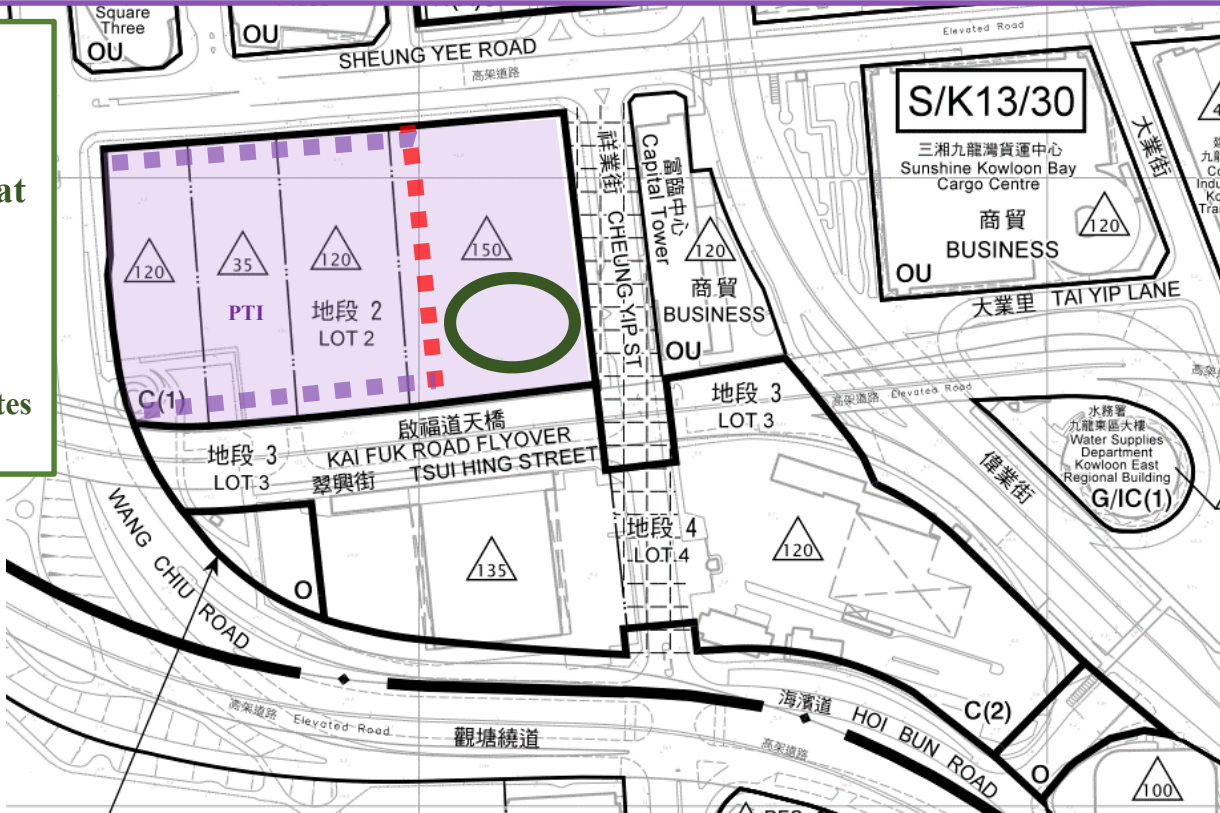 Square
Three
OU
OU
SHEUNG YEE ROAD
高架道路
Elevated Road
at
tes
S/K13/30
三湘九龍灣貨運中心
Sunshine Kowloon Bay
Cargo Centre
商貿
BUSINESS
120
OU
大業街
大業里 TAI YIP LANE
祥業街 CHEUNG YIP ST
富臨中心
Capital Tower
120
商貿
BUSINESS
OU
120
35
120
150
PTI
地段 2
LOT 2
C(1)
地段 3
LOT 3
高架道路 Elevated Road
高架
啟福道天橋
KAI FUK ROAD FLYOVER
地段 3
LOT 3
翠興街 TSUI HING STREET
水務署
九龍東區大樓
Water Supplies
Department
Kowloon East
Regional Building
G/IC(1)
偉業街
WANG CHIU ROAD
地段 4
LOT 4
135
120
O
高架道路 Elevated Road
觀塘繞道
海濱道 HOI BUN ROAD
高架道路
C(2)
O
100